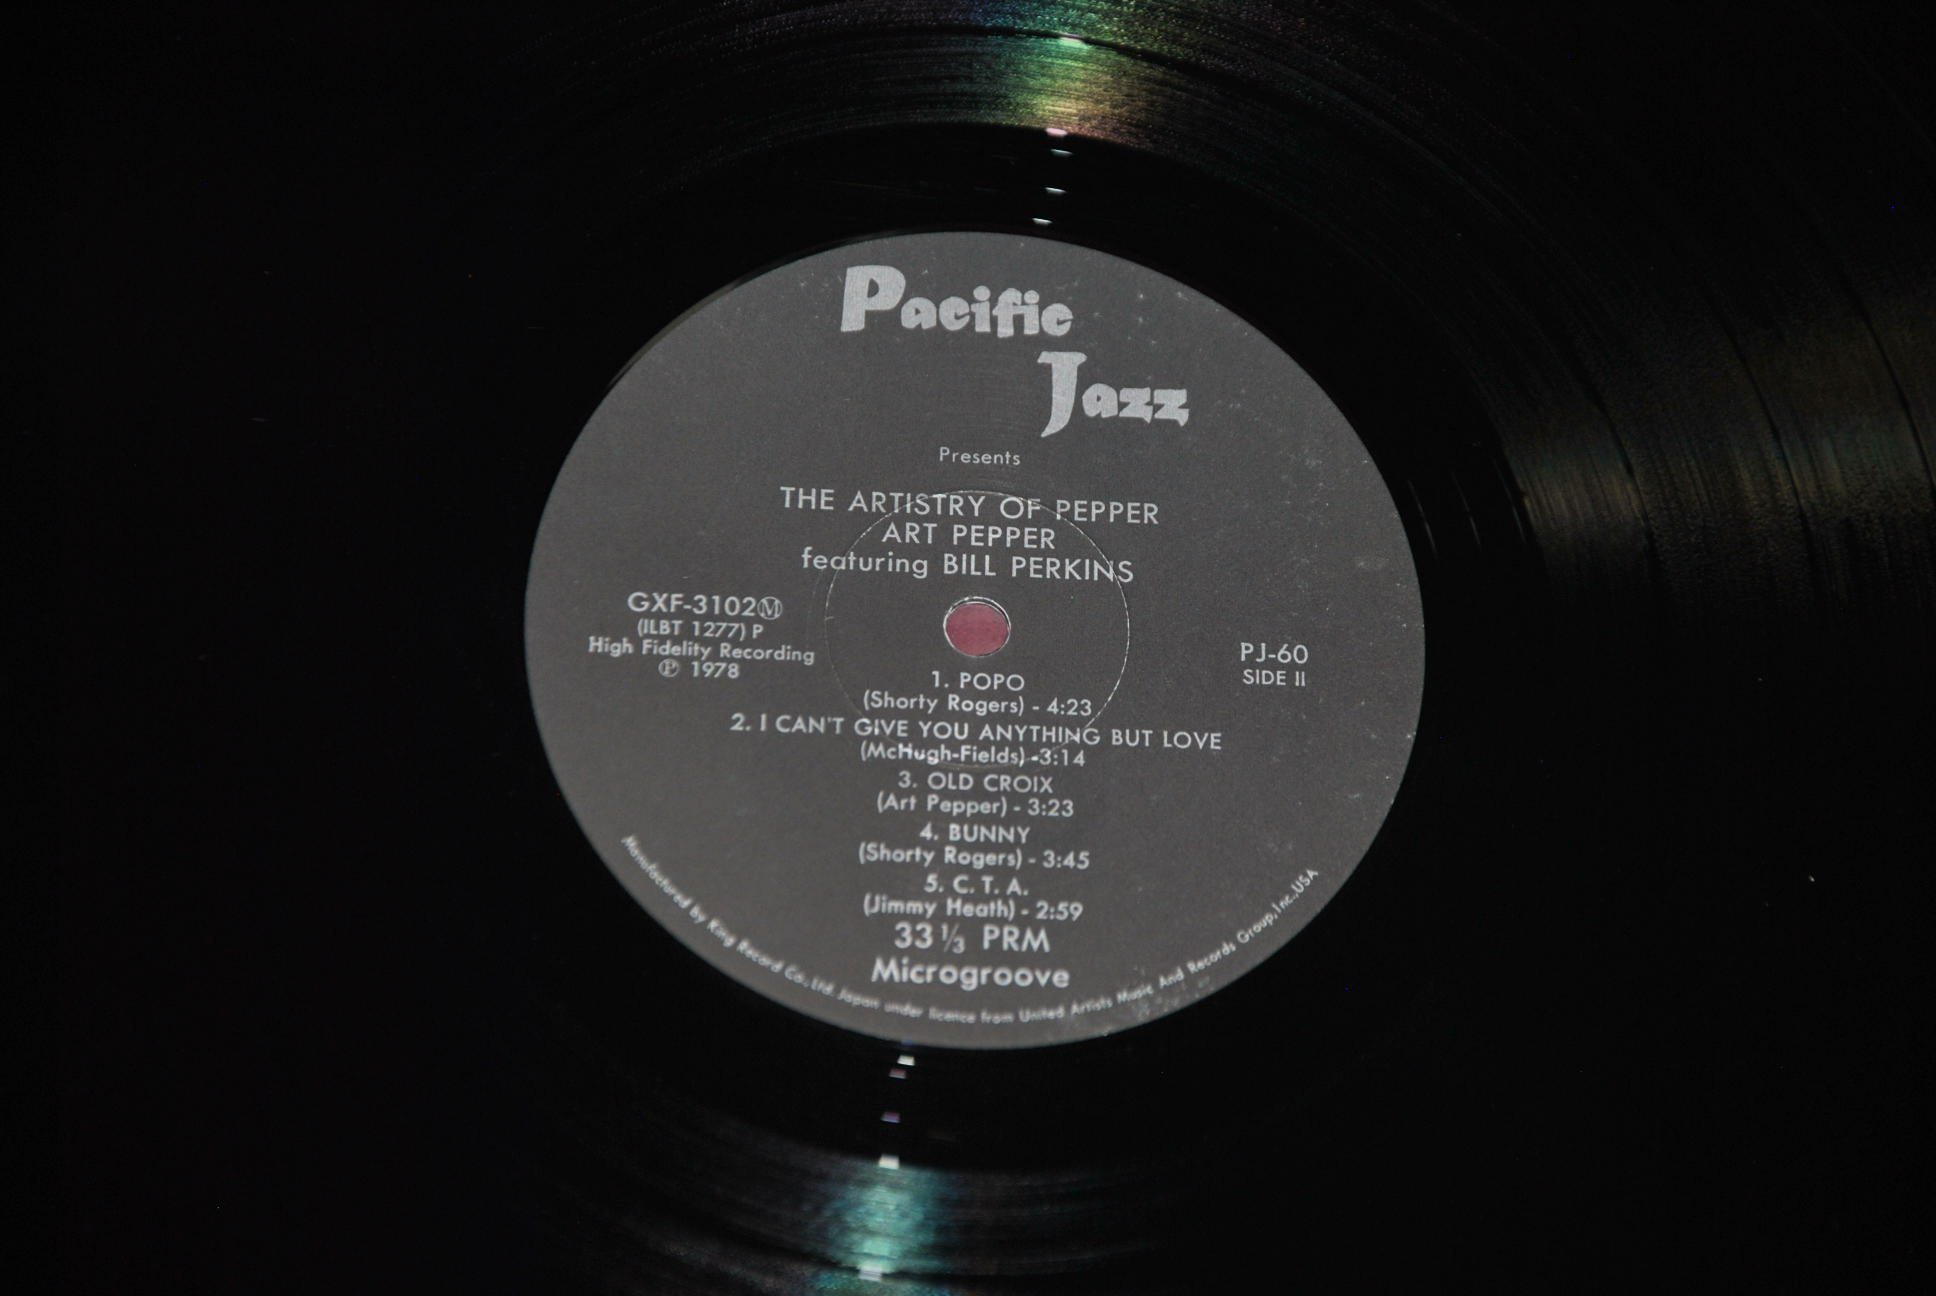 Pacific
Jazz
Presents
THE ARTISTRY OF PEPPER
ART PEPPER
featuring BILL PERKINS
GXF-3102Ⓜ
(ILBT 1277) P
High Fidelity Recording
℗ 1978
PJ-60
SIDE II
1. POPO
(Shorty Rogers) - 4:23
2. I CAN'T GIVE YOU ANYTHING BUT LOVE
(McHugh-Fields) -3:14
3. OLD CROIX
(Art Pepper) - 3:23
4. BUNNY
(Shorty Rogers) - 3:45
5. C. T. A.
(Jimmy Heath) - 2:59
33 1/3 PRM
Microgroove
Manufactured by King Record Co., Ltd. Japan under licence from United Artists Music And Records Group, Inc., USA